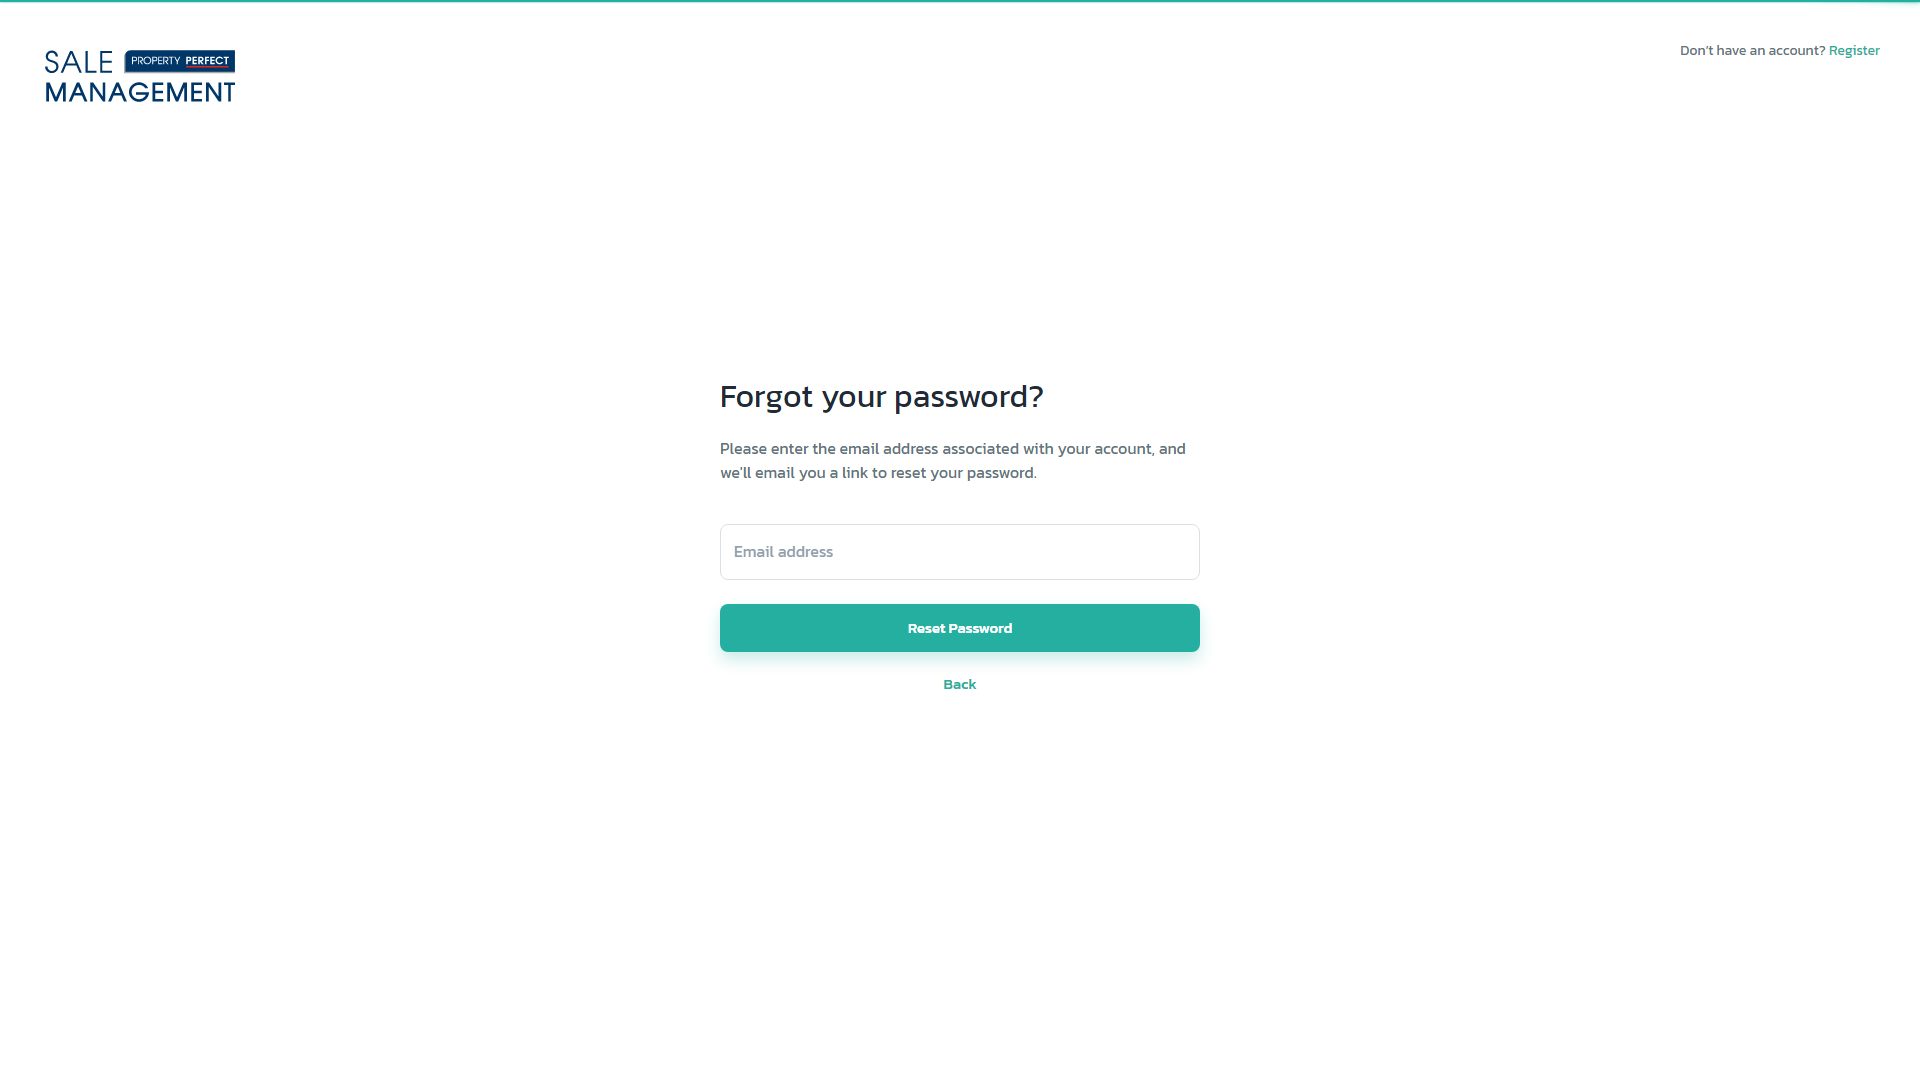 SALE PROPERTY PERFECT
MANAGEMENT
Don’t have an account? Register
Forgot your password?
Please enter the email address associated with your account, and
we'll email you a link to reset your password.
Email address
Reset Password
Back